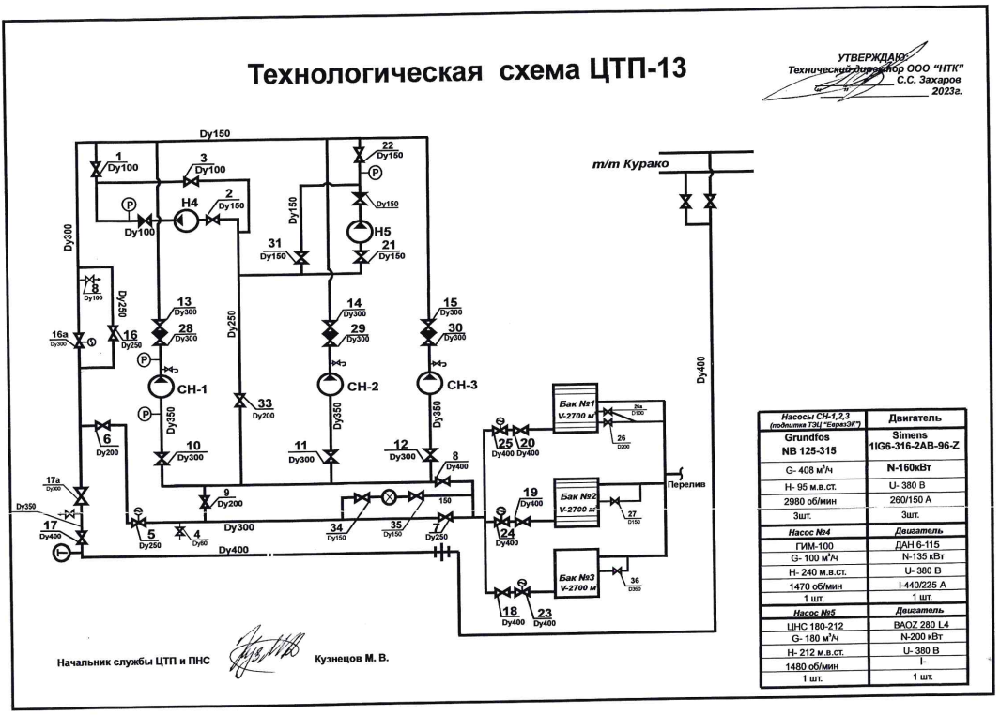 Технологическая схема ЦТП-13
УТВЕРЖДАЮ:
Технический директор ООО "НТК"
С.С. Захаров
"    " 2023г.
Dy150
1
Dy100
3
Dy100
22
Dy150
P
т/т Курако
P
Н4
2
Dy150
Dy150
Dy150
Dy100
Н5
Dy300
31
Dy150
21
Dy150
8
Dy100
Dy250
13
Dy300
14
Dy300
15
Dy300
Dy250
16а
Dy300
16
Dy250
28
Dy300
29
Dy300
30
Dy300
P
Dy400
СН-1
СН-2
СН-3
33
Dy200
P
Dy350
Dy350
Dy350
Бак №1
V-2700 м³
26а
D100
26
D200
25
Dy400
20
Dy400
6
Dy200
10
Dy300
11
Dy300
12
Dy300
8
Dy400
Перелив
17а
Dy300
9
Dy200
150
19
Dy400
Бак №2
V-2700 м³
27
D150
Dy350
34
Dy150
35
Dy150
7
Dy250
24
Dy400
17
Dy400
5
Dy250
4
Dy60
Dy300
Dy400
T
Бак №3
V-2700 м³
36
D350
18
Dy400
23
Dy400
Насосы СН-1,2,3
(подпитка ТЭЦ "ЕвразЭК")
Двигатель
Grundfos
NB 125-315
Simens
1IG6-316-2AB-96-Z
G- 408 м³/ч
N-160кВт
Н- 95 м.в.ст.
U- 380 В
2980 об/мин
260/150 А
3шт.
3шт.
Насос №4
Двигатель
ГИМ-100
ДАН 6-115
G- 100 м³/ч
N-135 кВт
Н- 240 м.в.ст.
U- 380 В
1470 об/мин
I-440/225 А
1 шт.
1 шт.
Насос №5
Двигатель
ЦНС 180-212
ВАОZ 280 L4
G- 180 м³/ч
N-200 кВт
Н- 212 м.в.ст.
U- 380 В
1480 об/мин
I-
1 шт.
1 шт.
Начальник службы ЦТП и ПНС
Кузнецов М. В.